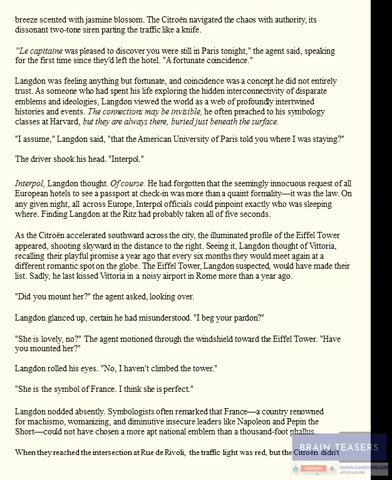 breeze scented with jasmine blossom. The Citroën navigated the chaos with authority, its
dissonant two-tone siren parting the traffic like a knife.
"Le capitaine was pleased to discover you were still in Paris tonight," the agent said, speaking
for the first time since they'd left the hotel. "A fortunate coincidence."
Langdon was feeling anything but fortunate, and coincidence was a concept he did not entirely
trust. As someone who had spent his life exploring the hidden interconnectivity of disparate
emblems and ideologies, Langdon viewed the world as a web of profoundly intertwined
histories and events. The connections may be invisible, he often preached to his symbology
classes at Harvard, but they are always there, buried just beneath the surface.
"I assume," Langdon said, "that the American University of Paris told you where I was staying?"
The driver shook his head. "Interpol."
Interpol, Langdon thought. Of course. He had forgotten that the seemingly innocuous request of all
European hotels to see a passport at check-in was more than a quaint formality—it was the law. On
any given night, all across Europe, Interpol officials could pinpoint exactly who was sleeping
where. Finding Langdon at the Ritz had probably taken all of five seconds.
As the Citroën accelerated southward across the city, the illuminated profile of the Eiffel Tower
appeared, shooting skyward in the distance to the right. Seeing it, Langdon thought of Vittoria,
recalling their playful promise a year ago that every six months they would meet again at a
different romantic spot on the globe. The Eiffel Tower, Langdon suspected, would have made their
list. Sadly, he last kissed Vittoria in a noisy airport in Rome more than a year ago.
"Did you mount her?" the agent asked, looking over.
Langdon glanced up, certain he had misunderstood. "I beg your pardon?"
"She is lovely, no?" The agent motioned through the windshield toward the Eiffel Tower. "Have
you mounted her?"
Langdon rolled his eyes. "No, I haven't climbed the tower."
"She is the symbol of France. I think she is perfect."
Langdon nodded absently. Symbologists often remarked that France—a country renowned
for machismo, womanizing, and diminutive insecure leaders like Napoleon and Pepin the
Short—could not have chosen a more apt national emblem than a thousand-foot phallus.
BRAIN TEASERS
When they reached the intersection at Rue de Rivoli, the traffic light was red, but the Citroën didn't